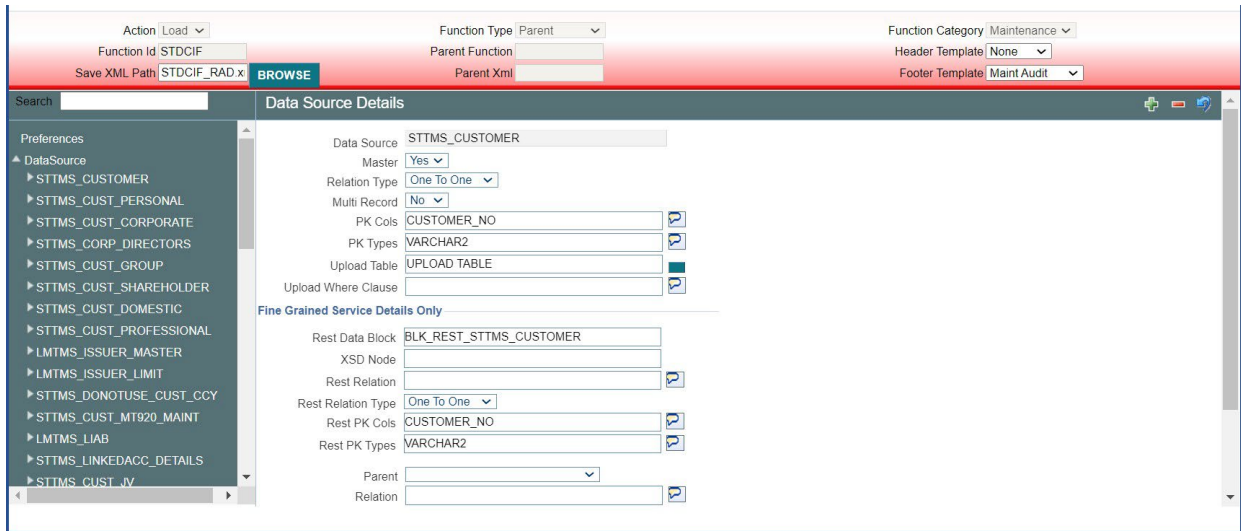 Action Load Function Type Parent Function Category Maintenance
Function Id STDCIF Parent Function Header Template None
Save XML Path STDCIF_RAD.x BROWSE Parent Xml Footer Template Maint Audit
Search Data Source Details
Preferences
DataSource
STTMS_CUSTOMER
STTMS_CUST_PERSONAL
STTMS_CUST_CORPORATE
STTMS_CORP_DIRECTORS
STTMS_CUST_GROUP
STTMS_CUST_SHAREHOLDER
STTMS_CUST_DOMESTIC
STTMS_CUST_PROFESSIONAL
LMTMS_ISSUER_MASTER
LMTMS_ISSUER_LIMIT
STTMS_DONOTUSE_CUST_CCY
STTMS_CUST_MT920_MAINT
LMTMS_LIAB
STTMS_LINKEDACC_DETAILS
STTMS_CUST_JV
Data Source STTMS_CUSTOMER
Master Yes
Relation Type One To One
Multi Record No
PK Cols CUSTOMER_NO
PK Types VARCHAR2
Upload Table UPLOAD TABLE
Upload Where Clause
Fine Grained Service Details Only
Rest Data Block BLK_REST_STTMS_CUSTOMER
XSD Node
Rest Relation
Rest Relation Type One To One
Rest PK Cols CUSTOMER_NO
Rest PK Types VARCHAR2
Parent
Relation